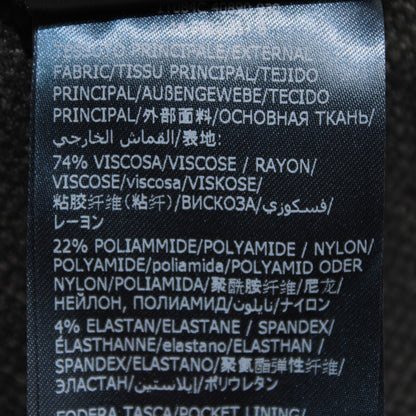 TESSUTO PRINCIPALE/EXTERNAL
FABRIC/TISSU PRINCIPAL/TEJIDO
PRINCIPAL/AUßENGEWEBE/TECIDO
PRINCIPAL/外部面料/ОСНОВНАЯ ТКАНЬ/
القماش الخارجي/表地:
74% VISCOSA/VISCOSE / RAYON/
VISCOSE/viscosa/VISKOSE/
粘胶纤维(粘纤)/ВИСКОЗА/فسكوزي/
レーヨン
22% POLIAMMIDE/POLYAMIDE / NYLON/
POLYAMIDE/poliamida/POLYAMID ODER
NYLON/POLIAMIDA/聚酰胺纤维/尼龙/
НЕЙЛОН, ПОЛИАМИД/نايلون/ナイロン
4% ELASTAN/ELASTANE / SPANDEX/
ÉLASTHANNE/elastano/ELASTHAN /
SPANDEX/ELASTANO/聚氨酯弹性纤维/
ЭЛАСТАН/إيلاستين/ポリウレタン
FODERA TASCA/POCKET LINING/